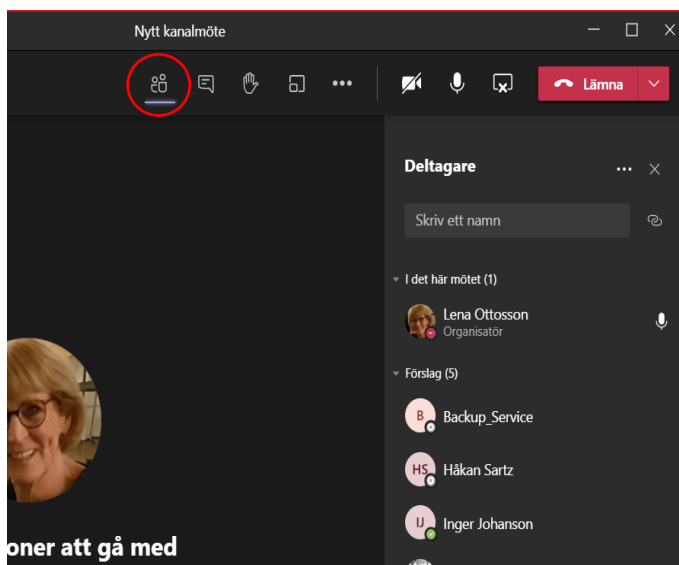 Nytt kanalmöte
Lämna
Deltagare
Skriv ett namn
I det här mötet (1)
Lena Ottosson
Organisatör
Förslag (5)
B
Backup_Service
HS
Håkan Sartz
IJ
Inger Johanson
oner att gå med